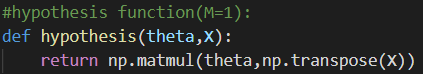 #hypothesis function(M=1):
def hypothesis(theta,X):
    return np.matmul(theta,np.transpose(X))